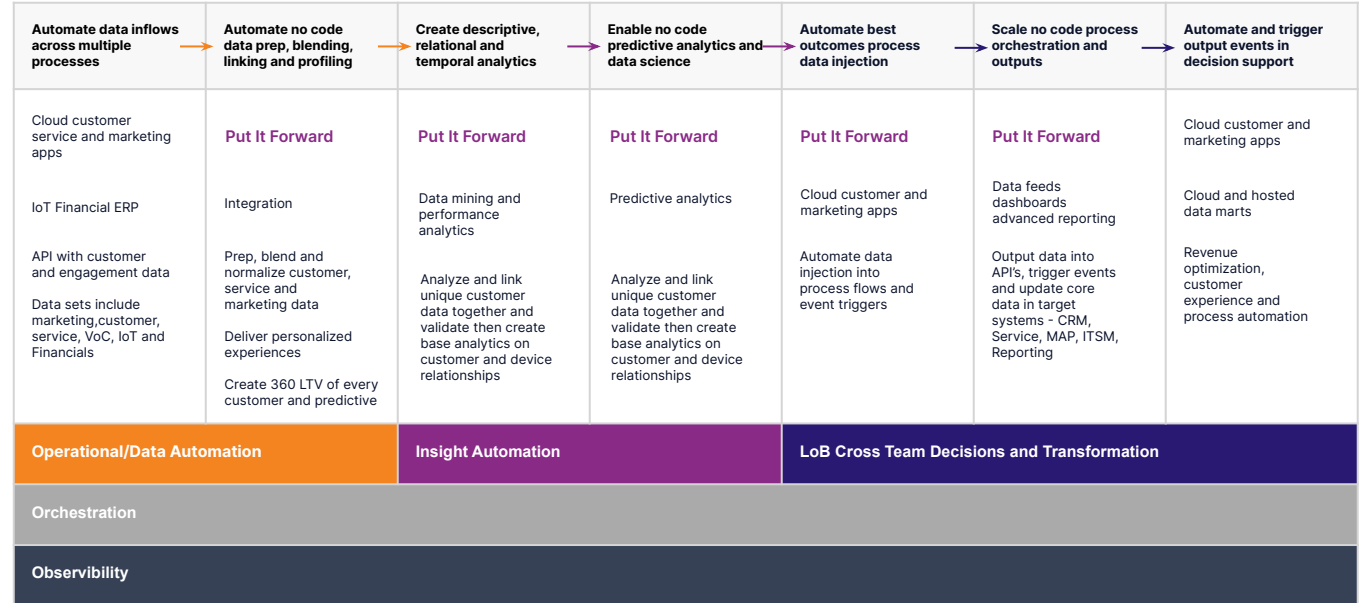 Automate data inflows
across multiple
processes
Automate no code
data prep, blending,
linking and profiling
Create descriptive,
relational and
temporal analytics
Enable no code
predictive analytics and
data science
Automate best
outcomes process
data injection
Scale no code process
orchestration and
outputs
Automate and trigger
output events in
decision support
Cloud customer
service and marketing
apps
IoT Financial ERP
API with customer
and engagement data
Data sets include
marketing,customer,
service, VoC, IoT and
Financials
Put It Forward
Integration
Prep, blend and
normalize customer,
service and
marketing data
Deliver personalized
experiences
Create 360 LTV of every
customer and predictive
Put It Forward
Data mining and
performance
analytics
Analyze and link
unique customer
data together and
validate then create
base analytics on
customer and device
relationships
Put It Forward
Predictive analytics
Analyze and link
unique customer
data together and
validate then create
base analytics on
customer and device
relationships
Put It Forward
Cloud customer and
marketing apps
Automate data
injection into
process flows and
event triggers
Put It Forward
Data feeds
dashboards
advanced reporting
Output data into
API's, trigger events
and update core
data in target
systems - CRM,
Service, MAP, ITSM,
Reporting
Cloud customer and
marketing apps
Cloud and hosted
data marts
Revenue
optimization,
customer
experience and
process automation
Operational/Data Automation
Insight Automation
LoB Cross Team Decisions and Transformation
Orchestration
Observibility